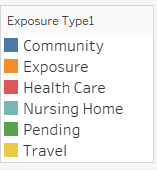 Exposure Type1
Community
Exposure
Health Care
Nursing Home
Pending
Travel